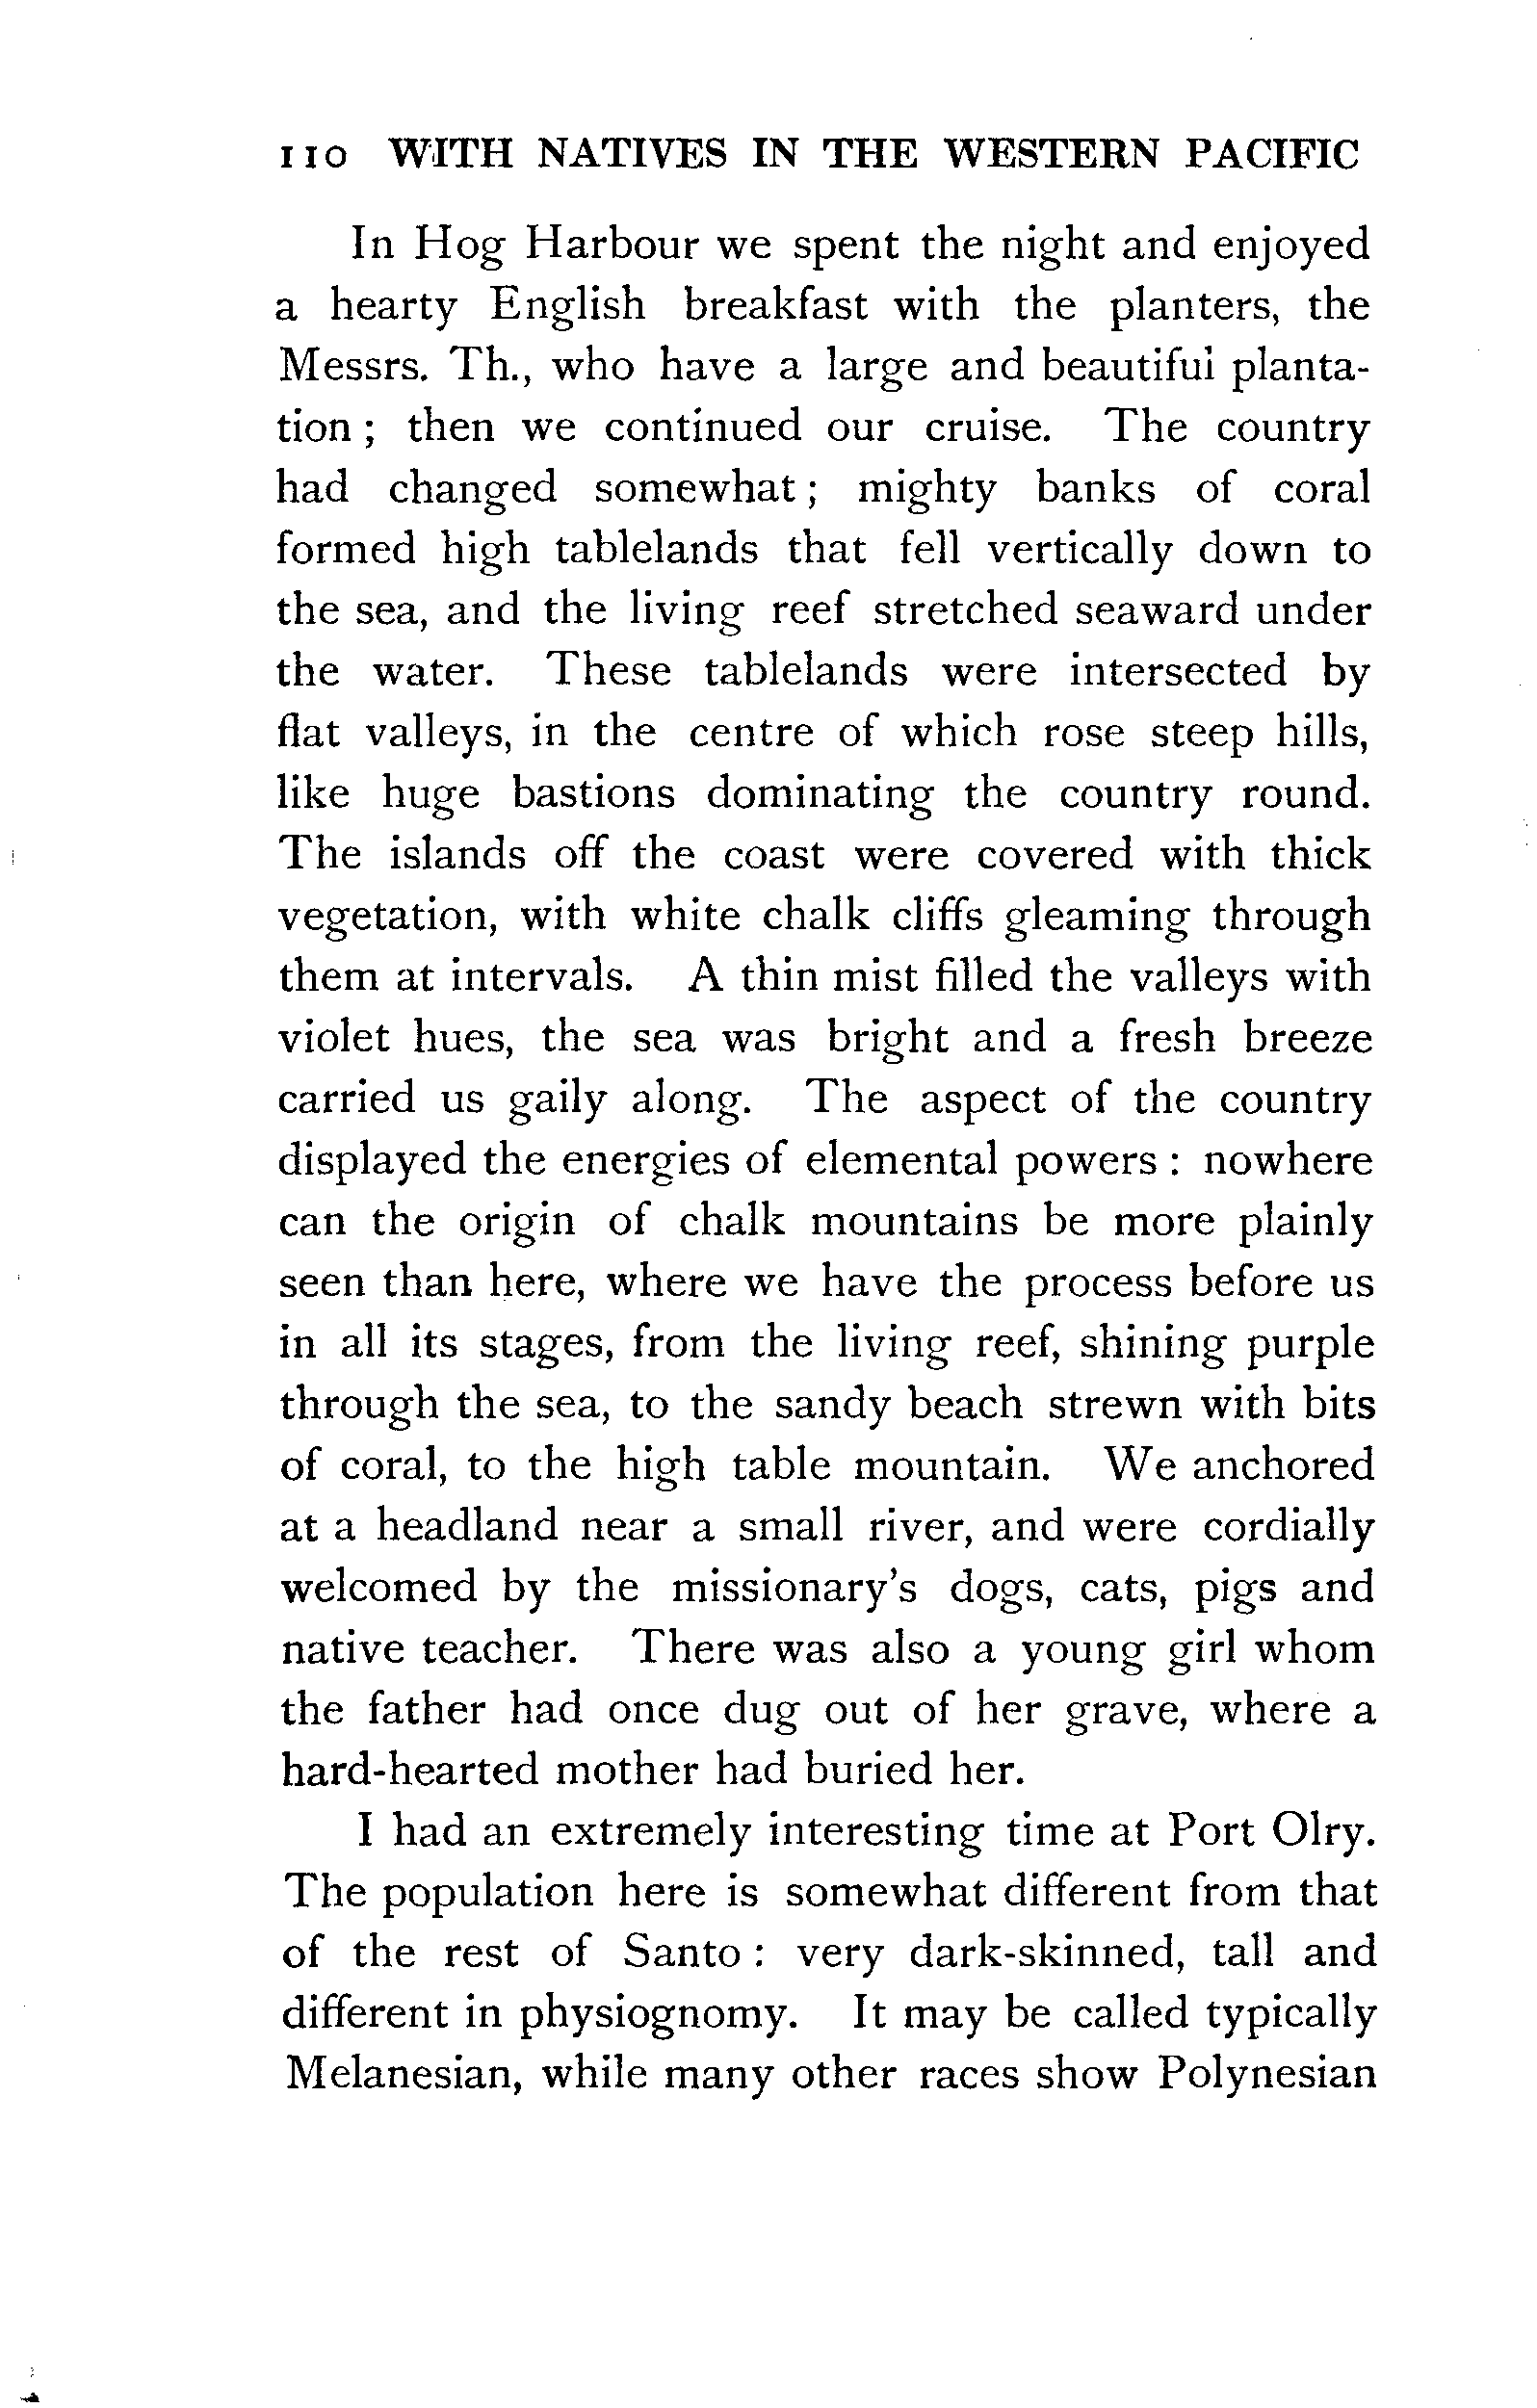 110 WITH NATIVES IN THE WESTERN PACIFIC
In Hog Harbour we spent the night and enjoyed
a hearty English breakfast with the planters, the
Messrs. Th., who have a large and beautiful planta-
tion ; then we continued our cruise. The country
had changed somewhat ; mighty banks of coral
formed high tablelands that fell vertically down to
the sea, and the living reef stretched seaward under
the water. These tablelands were intersected by
flat valleys, in the centre of which rose steep hills,
like huge bastions dominating the country round.
The islands off the coast were covered with thick
vegetation, with white chalk cliffs gleaming through
them at intervals. A thin mist filled the valleys with
violet hues, the sea was bright and a fresh breeze
carried us gaily along. The aspect of the country
displayed the energies of elemental powers : nowhere
can the origin of chalk mountains be more plainly
seen than here, where we have the process before us
in all its stages, from the living reef, shining purple
through the sea, to the sandy beach strewn with bits
of coral, to the high table mountain. We anchored
at a headland near a small river, and were cordially
welcomed by the missionary's dogs, cats, pigs and
native teacher. There was also a young girl whom
the father had once dug out of her grave, where a
hard-hearted mother had buried her.
I had an extremely interesting time at Port Olry.
The population here is somewhat different from that
of the rest of Santo : very dark-skinned, tall and
different in physiognomy. It may be called typically
Melanesian, while many other races show Polynesian